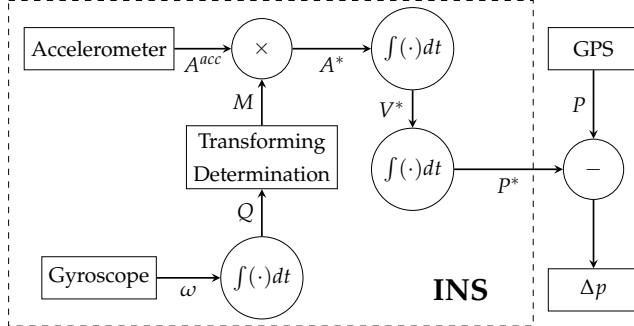 Accelerometer
A^{acc}
×
A*
∫(·)dt
GPS
M
V*
P
Transforming
Determination
∫(·)dt
P*
−
Q
Gyroscope
ω
∫(·)dt
INS
Δp